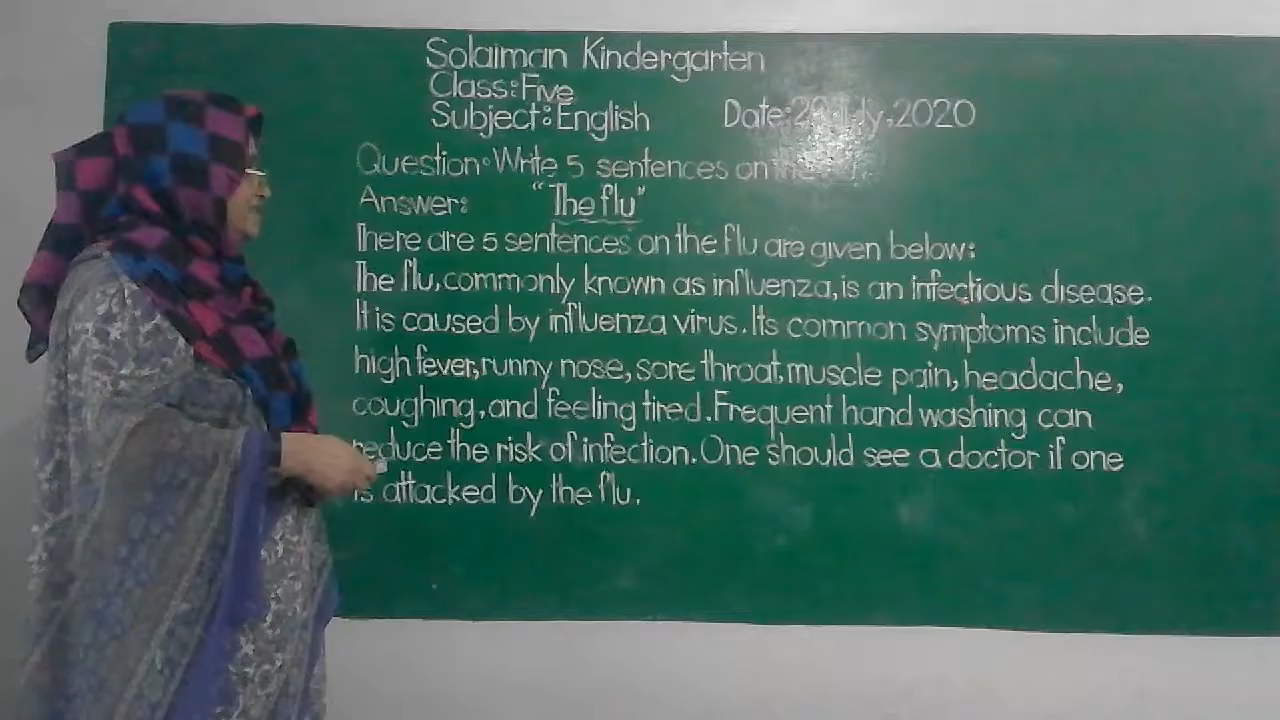 Solaiman Kindergarten
Class:Five
Subject:English Date: July,2020
Question:Write 5 sentences on the
Answer: "The flu"
There are 5 sentences on the flu are given below:
The flu, commonly known as influenza, is an infectious disease.
It is caused by influenza virus. Its common symptoms include
high fever, runny nose, sore throat, muscle pain, headache,
coughing, and feeling tired. Frequent hand washing can
reduce the risk of infection. One should see a doctor if one
is attacked by the flu.